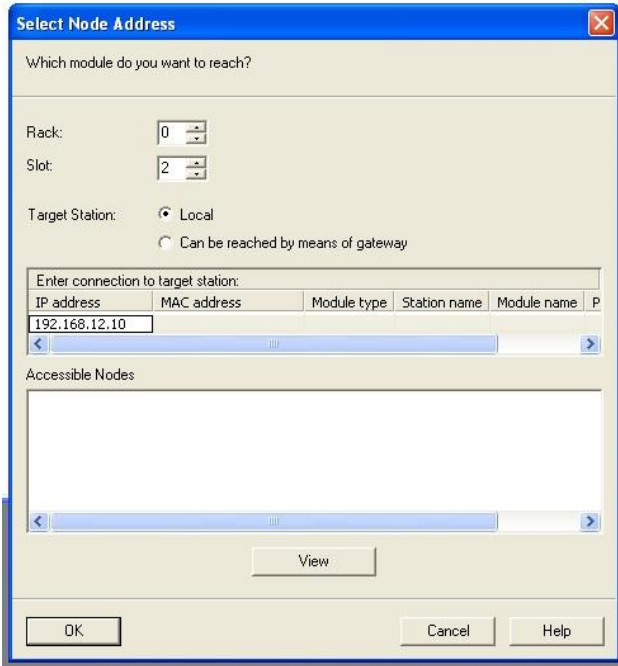 Select Node Address
Which module do you want to reach?
Rack: 0
Slot: 2
Target Station: Local
Can be reached by means of gateway
Enter connection to target station:
IP address MAC address Module type Station name Module name P
192.168.12.10
Accessible Nodes
View
OK Cancel Help